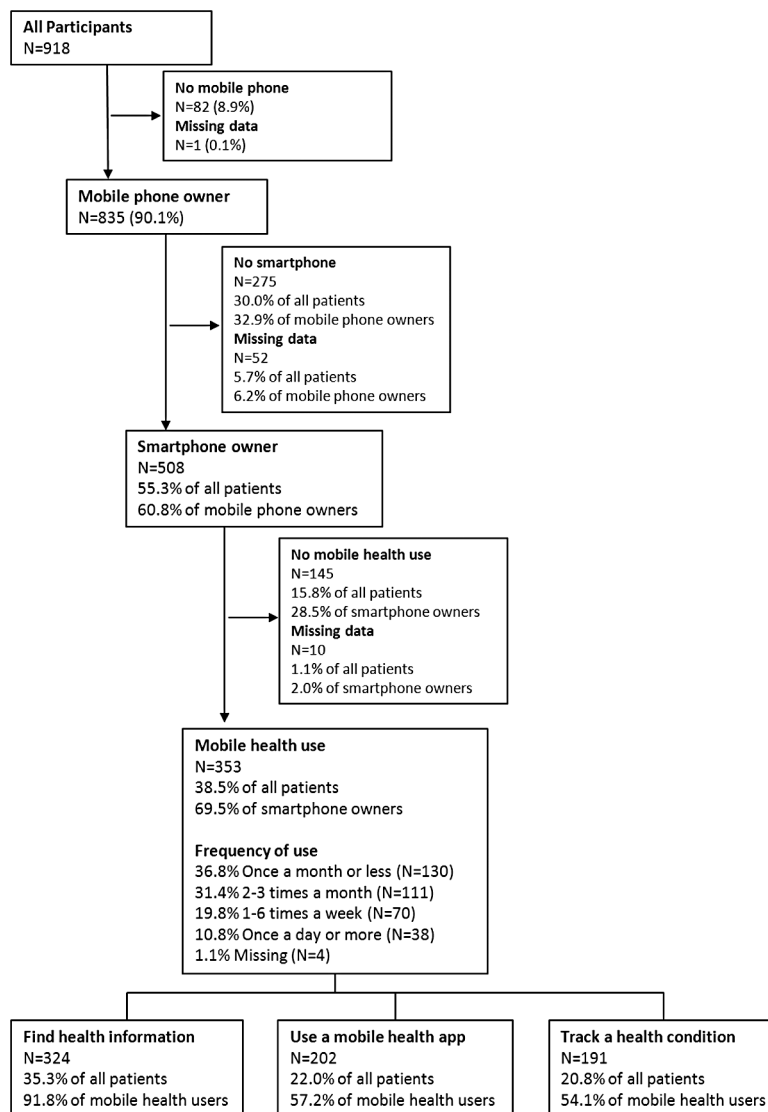 All Participants
N=918
No mobile phone
N=82 (8.9%)
Missing data
N=1 (0.1%)
Mobile phone owner
N=835 (90.1%)
No smartphone
N=275
30.0% of all patients
32.9% of mobile phone owners
Missing data
N=52
5.7% of all patients
6.2% of mobile phone owners
Smartphone owner
N=508
55.3% of all patients
60.8% of mobile phone owners
No mobile health use
N=145
15.8% of all patients
28.5% of smartphone owners
Missing data
N=10
1.1% of all patients
2.0% of smartphone owners
Mobile health use
N=353
38.5% of all patients
69.5% of smartphone owners
Frequency of use
36.8% Once a month or less (N=130)
31.4% 2-3 times a month (N=111)
19.8% 1-6 times a week (N=70)
10.8% Once a day or more (N=38)
1.1% Missing (N=4)
Find health information
N=324
35.3% of all patients
91.8% of mobile health users
Use a mobile health app
N=202
22.0% of all patients
57.2% of mobile health users
Track a health condition
N=191
20.8% of all patients
54.1% of mobile health users